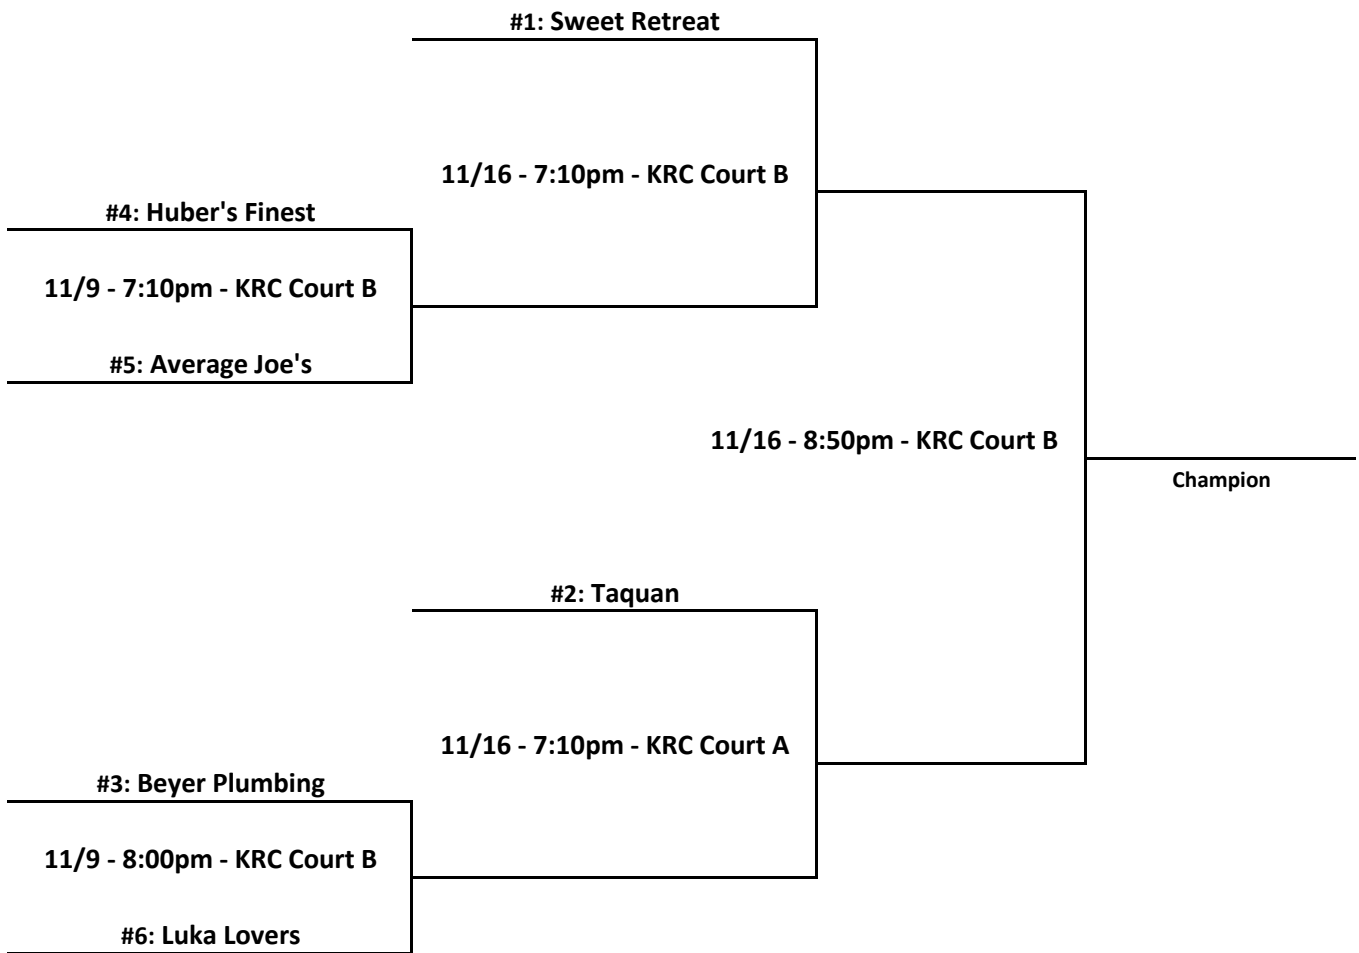 #1: Sweet Retreat
11/16 - 7:10pm - KRC Court B
#4: Huber's Finest
11/9 - 7:10pm - KRC Court B
#5: Average Joe's
11/16 - 8:50pm - KRC Court B
Champion
#2: Taquan
11/16 - 7:10pm - KRC Court A
#3: Beyer Plumbing
11/9 - 8:00pm - KRC Court B
#6: Luka Lovers